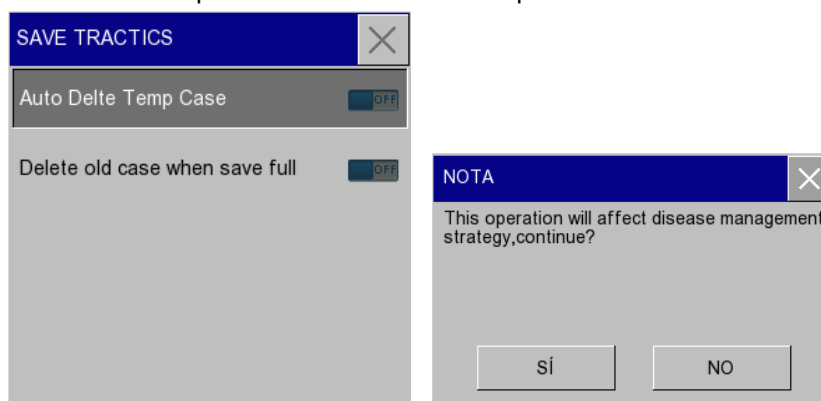 SAVE TRACTICS
Auto Delte Temp Case
OFF
Delete old case when save full
OFF
NOTA
This operation will affect disease management
strategy,continue?
SÍ
NO